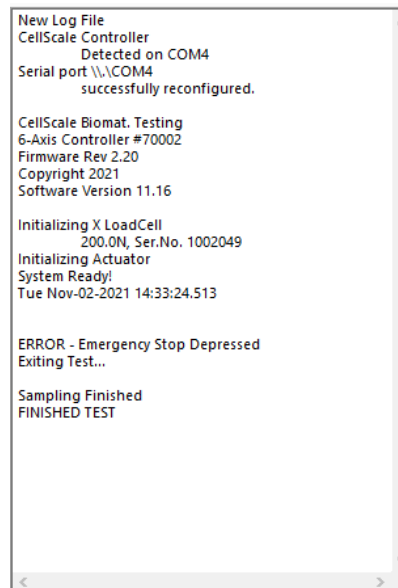 New Log File
CellScale Controller
Detected on COM4
Serial port \\.\COM4
successfully reconfigured.
CellScale Biomat. Testing
6-Axis Controller #70002
Firmware Rev 2.20
Copyright 2021
Software Version 11.16
Initializing X LoadCell
200.0N, Ser.No. 1002049
Initializing Actuator
System Ready!
Tue Nov-02-2021 14:33:24.513
ERROR - Emergency Stop Depressed
Exiting Test...
Sampling Finished
FINISHED TEST